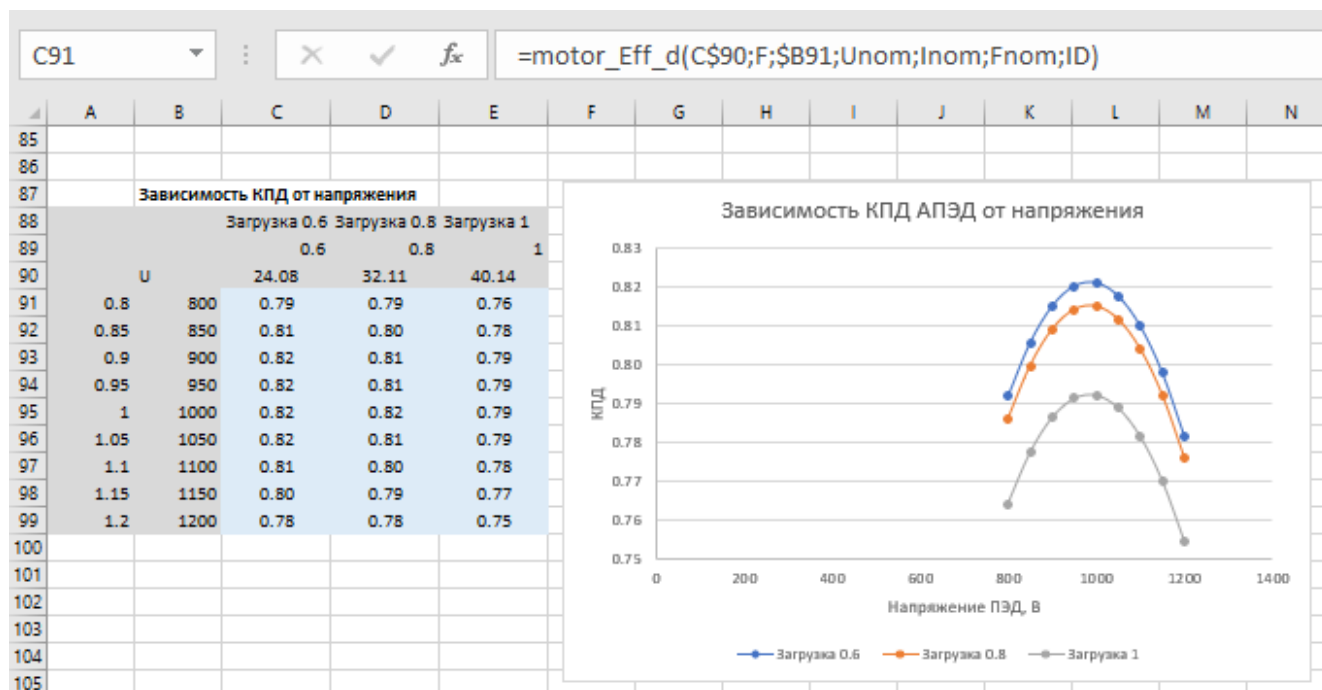 C91 fx =motor_Eff_d(C$90;F;$B91;Unom;Inom;Fnom;ID)
A B C D E F G H I J K L M N
85
86
87 Зависимость КПД от напряжения
88 Загрузка 0.6 Загрузка 0.8 Загрузка 1
89 0.6 0.8 1
90 U 24.08 32.11 40.14
91 0.8 800 0.79 0.79 0.76
92 0.85 850 0.81 0.80 0.78
93 0.9 900 0.82 0.81 0.79
94 0.95 950 0.82 0.81 0.79
95 1 1000 0.82 0.82 0.79
96 1.05 1050 0.82 0.81 0.79
97 1.1 1100 0.81 0.80 0.78
98 1.15 1150 0.80 0.79 0.77
99 1.2 1200 0.78 0.78 0.75
100
101
102
103
104
105
Зависимость КПД АПЭД от напряжения
КПД
0.83
0.82
0.81
0.80
0.79
0.78
0.77
0.76
0.75
0 200 400 600 800 1000 1200 1400
Напряжение ПЭД, В
Загрузка 0.6 Загрузка 0.8 Загрузка 1